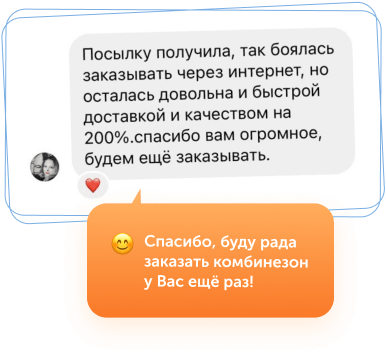 Посылку получила, так боялась
заказывать через интернет, но
осталась довольна и быстрой
доставкой и качеством на
200%.спасибо вам огромное,
будем ещё заказывать.
Спасибо, буду рада
заказать комбинезон
у Вас ещё раз!